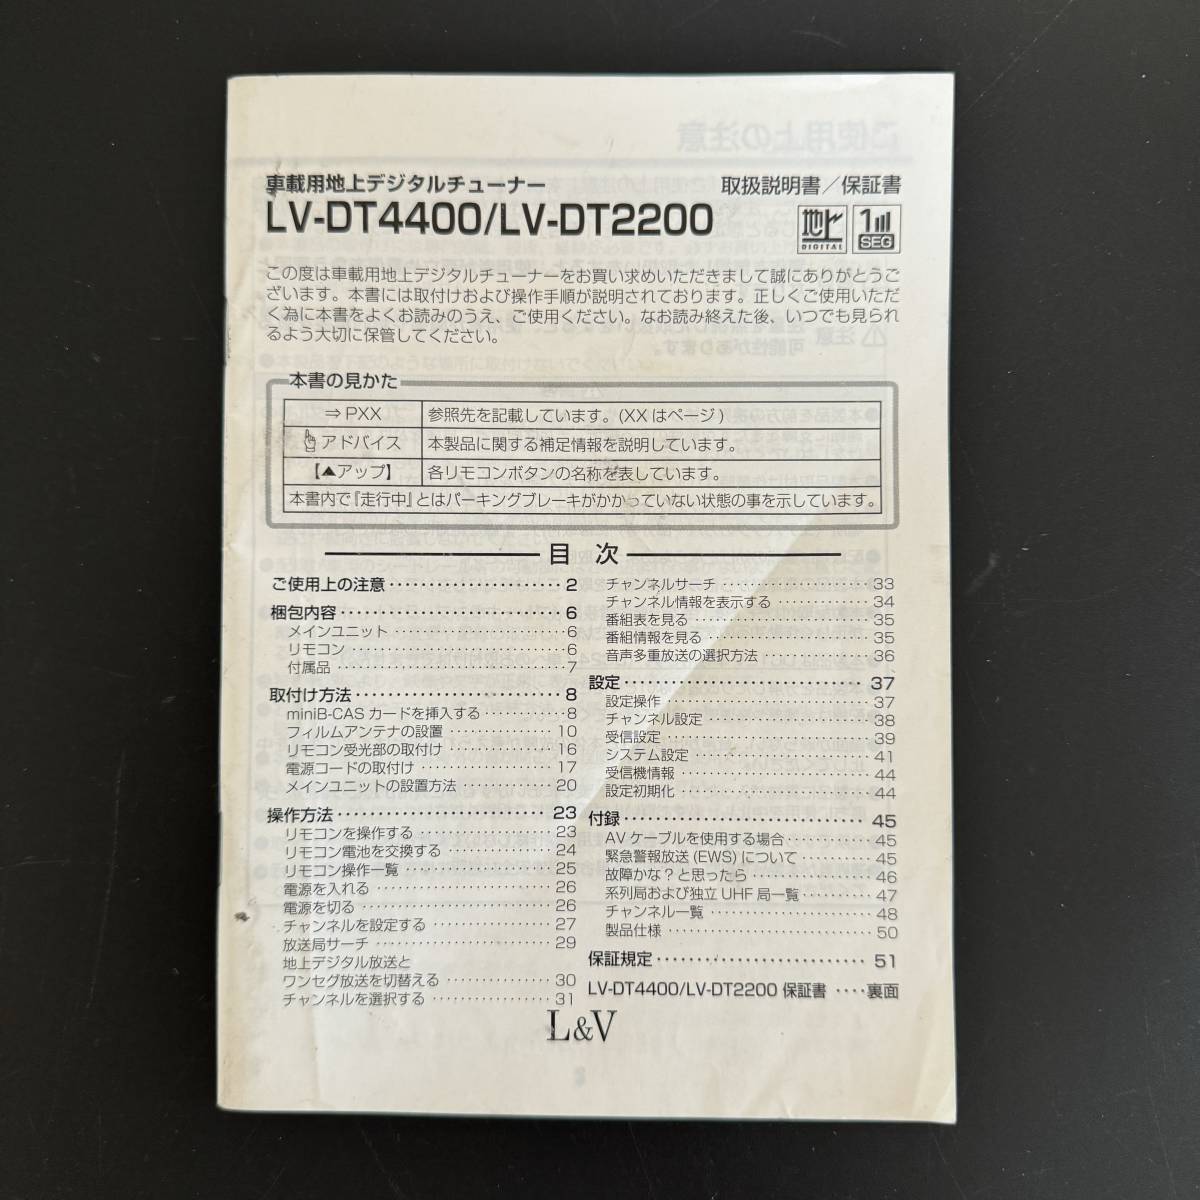 車載用地上デジタルチューナー
取扱説明書／保証書
LV-DT4400/LV-DT2200
地上
DIGITAL
1
SEG
この度は車載用地上デジタルチューナーをお買い求めいただきまして誠にありがとうご
ざいます。本書には取付けおよび操作手順が説明されております。正しくご使用いただ
く為に本書をよくお読みのうえ、ご使用ください。なお読み終えた後、いつでも見られ
るよう大切に保管してください。
本書の見かた
⇒ PXX 参照先を記載しています。(XX はページ)
アドバイス 本製品に関する補足情報を説明しています。
【▲アップ】 各リモコンボタンの名称を表しています。
本書内で『走行中』とはパーキングブレーキがかかっていない状態の事を示しています。
目 次
ご使用上の注意 ······················ 2
梱包内容 ···························· 6
メインユニット ······················ 6
リモコン ···························· 6
付属品 ······························ 7
取付け方法 ·························· 8
miniB-CAS カードを挿入する ··········· 8
フィルムアンテナの設置 ·············· 10
リモコン受光部の取付け ·············· 16
電源コードの取付け ·················· 17
メインユニットの設置方法 ············ 20
操作方法 ···························· 23
リモコンを操作する ·················· 23
リモコン電池を交換する ·············· 24
リモコン操作一覧 ···················· 25
電源を入れる ························ 26
電源を切る ·························· 26
チャンネルを設定する ················ 27
放送局サーチ ························ 29
地上デジタル放送と
ワンセグ放送を切替える ·············· 30
チャンネルを選択する ················ 31
チャンネルサーチ ···················· 33
チャンネル情報を表示する ············ 34
番組表を見る ························ 35
番組情報を見る ······················ 35
音声多重放送の選択方法 ·············· 36
設定 ································ 37
設定操作 ···························· 37
チャンネル設定 ······················ 38
受信設定 ···························· 39
システム設定 ························ 41
受信機情報 ·························· 44
設定初期化 ·························· 44
付録 ································ 45
AV ケーブルを使用する場合 ··········· 45
緊急警報放送 (EWS) について ·········· 45
故障かな？と思ったら ················ 46
系列局および独立 UHF 局一覧 ·········· 47
チャンネル一覧 ······················ 48
製品仕様 ···························· 50
保証規定 ···························· 51
LV-DT4400/LV-DT2200 保証書 ···· 裏面
L&V